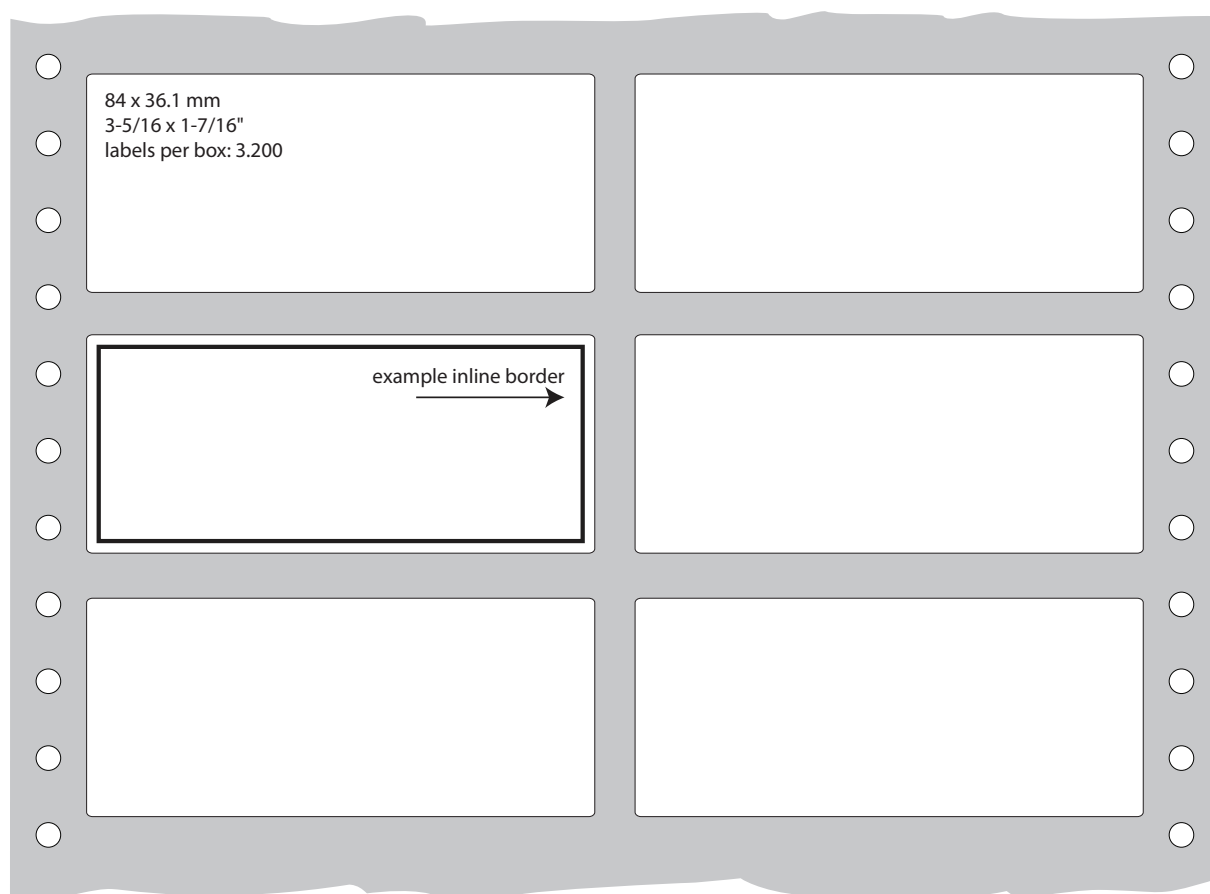 84 x 36.1 mm
3-5/16 x 1-7/16"
labels per box: 3.200
example inline border